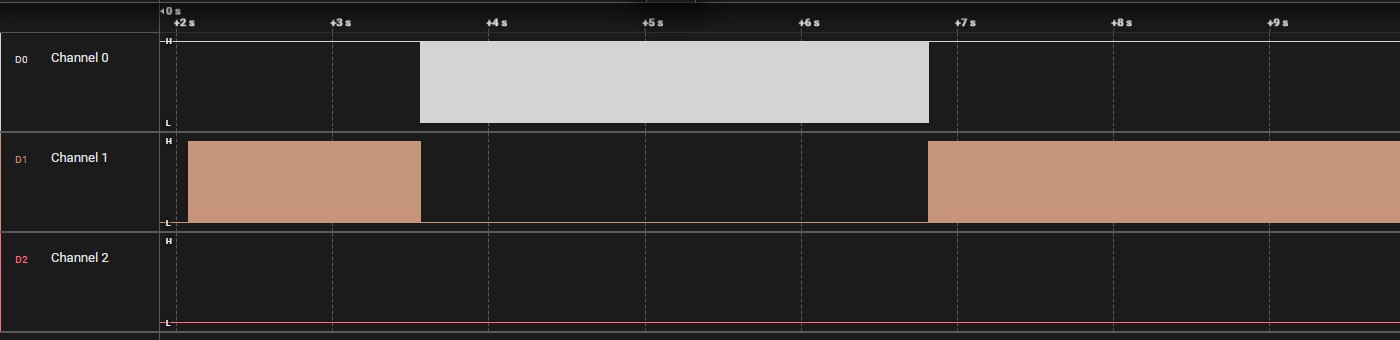 0 s
+2 s +3 s +4 s +5 s +6 s +7 s +8 s +9 s
H
D0 Channel 0
L
H
D1 Channel 1
L
H
D2 Channel 2
L